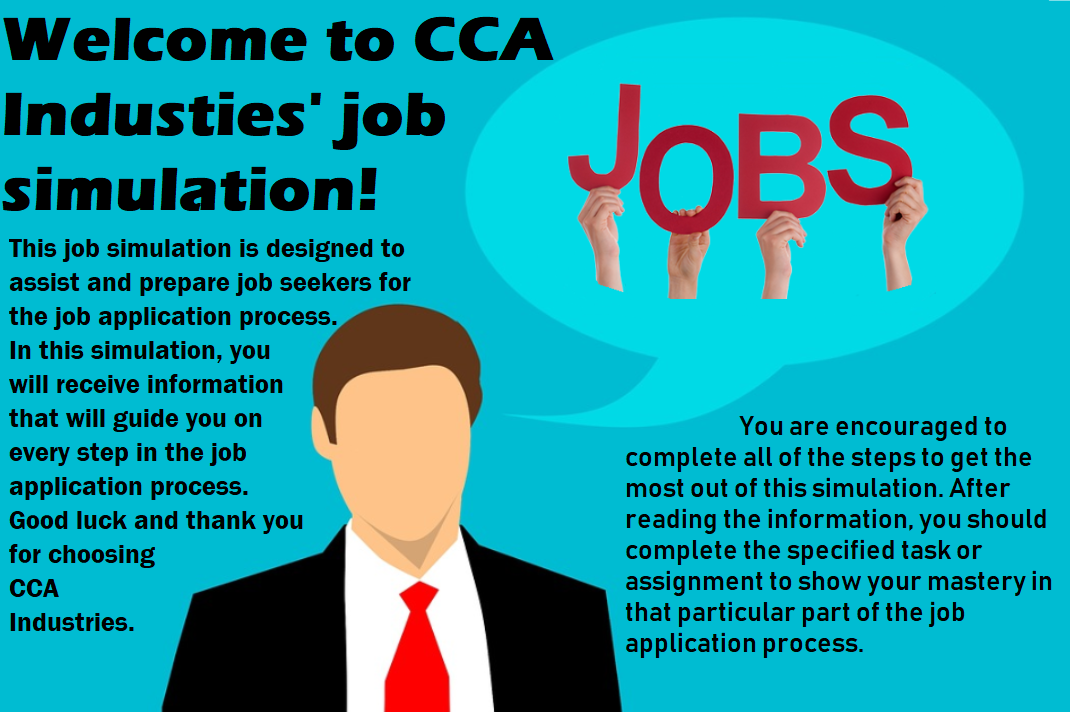 Welcome to CCA
Industies' job
simulation!
This job simulation is designed to
assist and prepare job seekers for
the job application process.
In this simulation, you
will receive information
that will guide you on
every step in the job
application process.
Good luck and thank you
for choosing
CCA
Industries.
JOBS
You are encouraged to
complete all of the steps to get the
most out of this simulation. After
reading the information, you should
complete the specified task or
assignment to show your mastery in
that particular part of the job
application process.